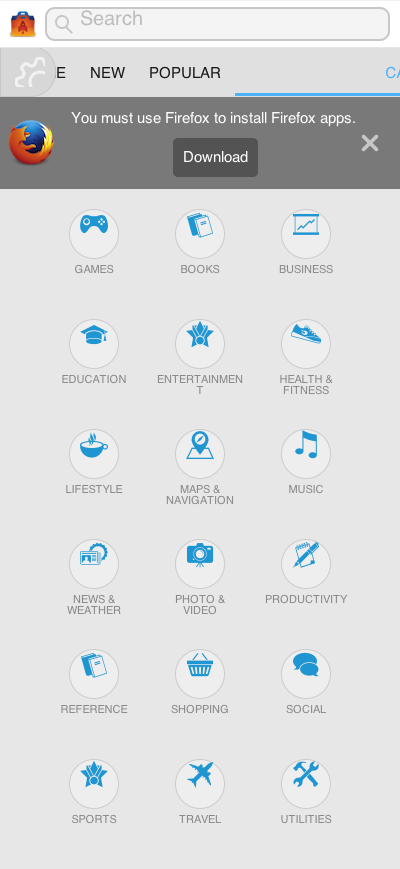 Search
E NEW POPULAR CA
You must use Firefox to install Firefox apps.
Download
GAMES BOOKS BUSINESS
EDUCATION ENTERTAINMEN
T HEALTH &
FITNESS
LIFESTYLE MAPS &
NAVIGATION MUSIC
NEWS &
WEATHER PHOTO &
VIDEO PRODUCTIVITY
REFERENCE SHOPPING SOCIAL
SPORTS TRAVEL UTILITIES